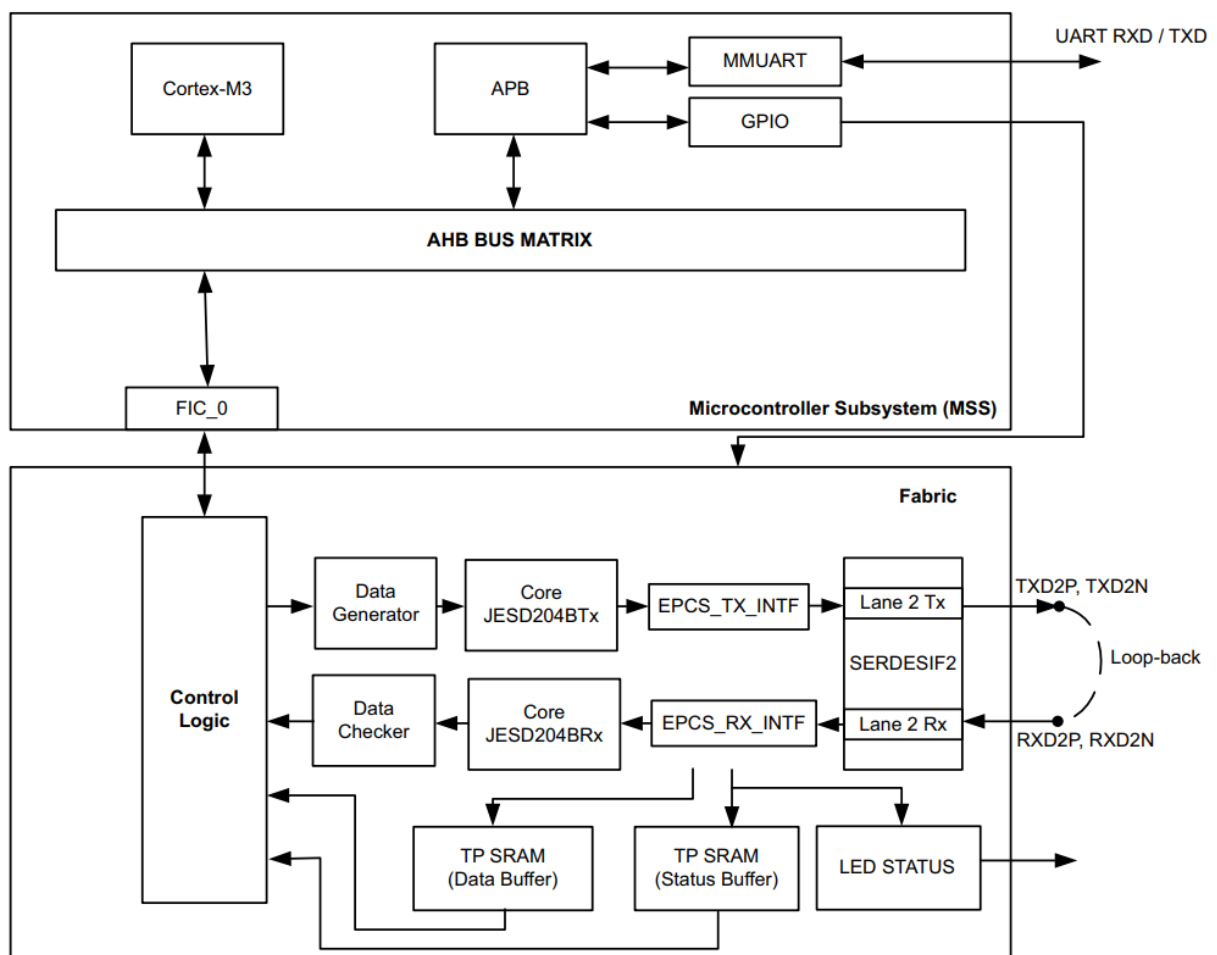 UART RXD / TXD
MMUART
Cortex-M3
APB
GPIO
AHB BUS MATRIX
FIC_0
Microcontroller Subsystem (MSS)
Fabric
Data
Generator
Core
JESD204BTx
EPCS_TX_INTF
Lane 2 Tx
TXD2P, TXD2N
SERDESIF2
Loop-back
Control
Logic
Data
Checker
Core
JESD204BRx
EPCS_RX_INTF
Lane 2 Rx
RXD2P, RXD2N
TP SRAM
(Data Buffer)
TP SRAM
(Status Buffer)
LED STATUS